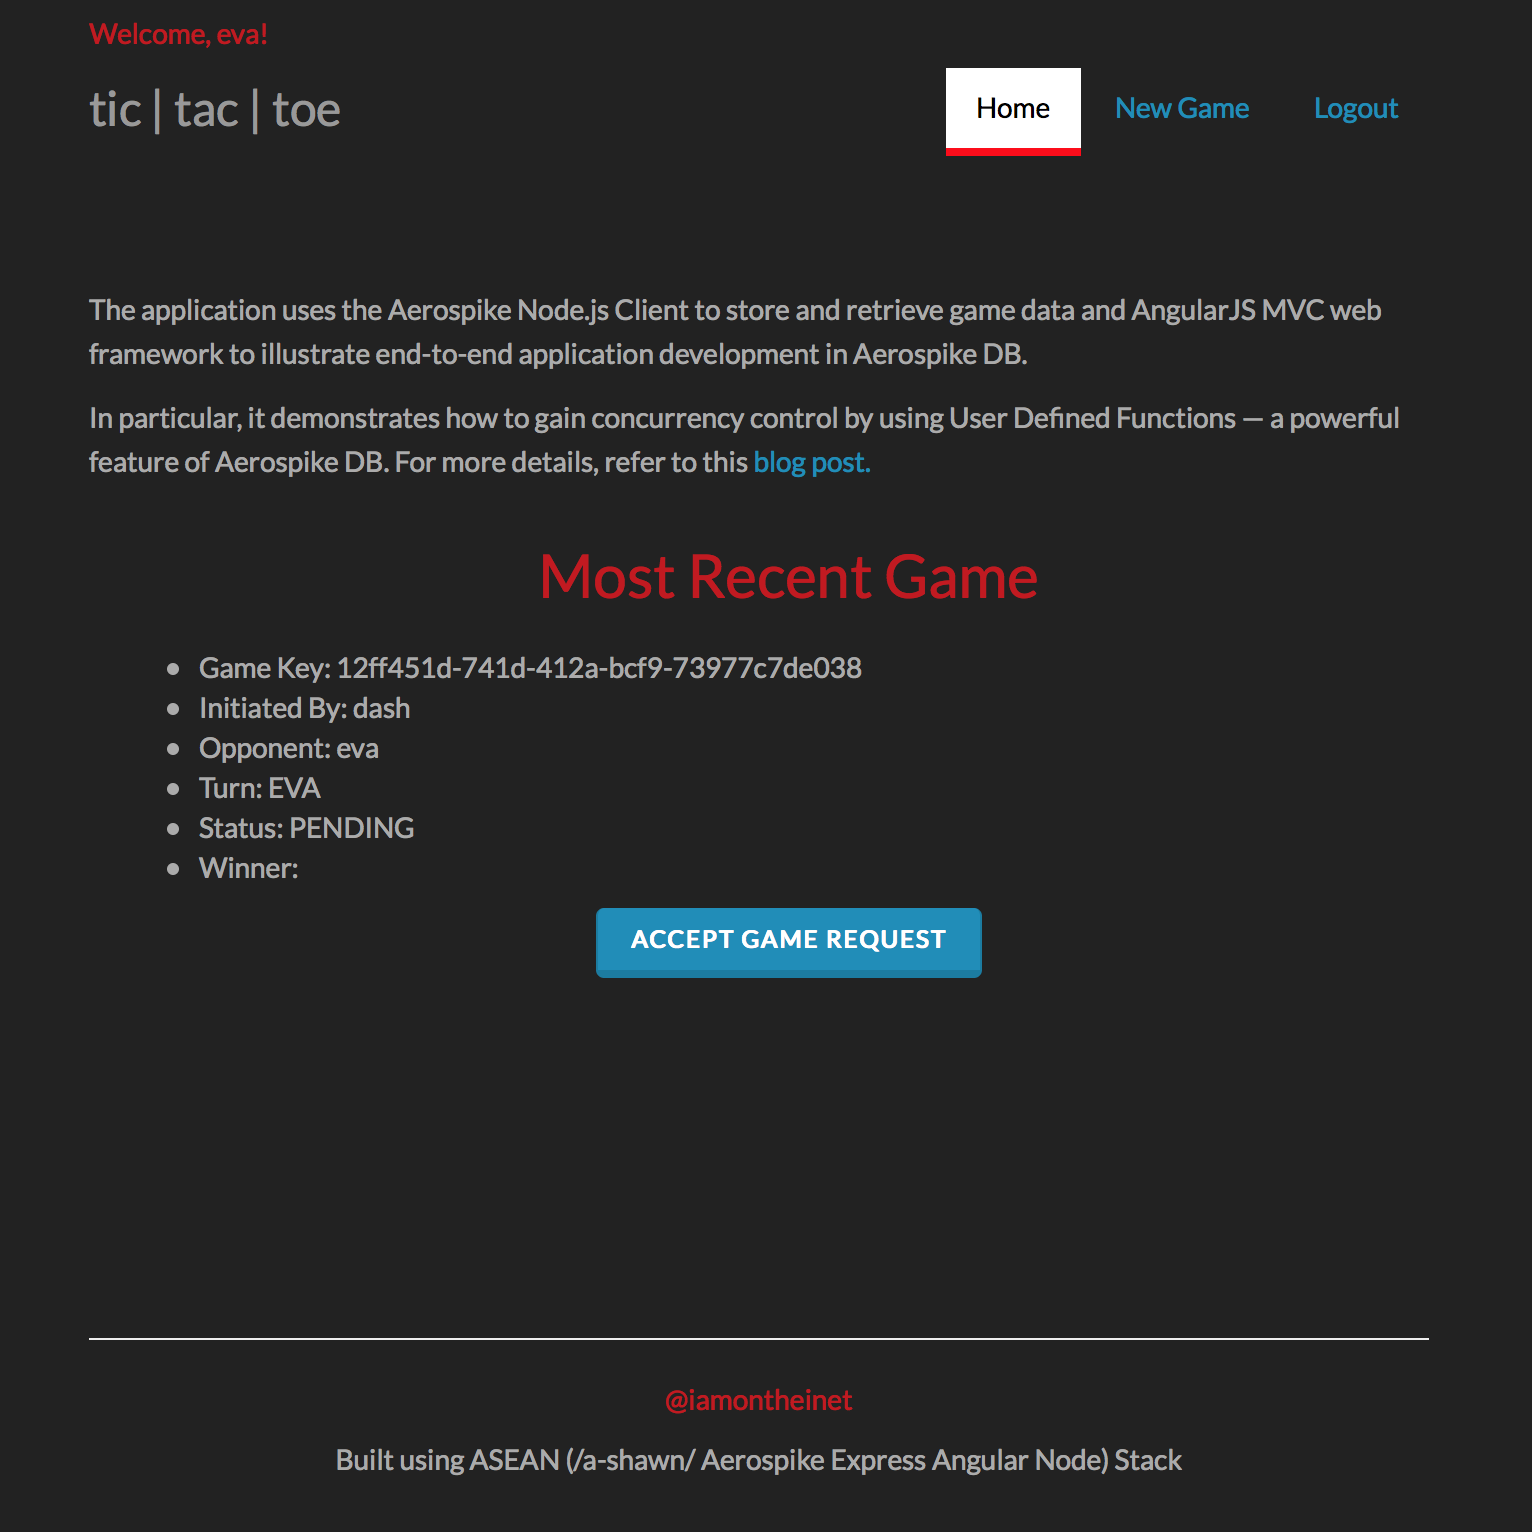 Welcome, eva!
tic | tac | toe
Home
New Game
Logout
The application uses the Aerospike Node.js Client to store and retrieve game data and AngularJS MVC web
framework to illustrate end-to-end application development in Aerospike DB.
In particular, it demonstrates how to gain concurrency control by using User Defined Functions — a powerful
feature of Aerospike DB. For more details, refer to this blog post.
Most Recent Game
Game Key: 12ff451d-741d-412a-bcf9-73977c7de038
Initiated By: dash
Opponent: eva
Turn: EVA
Status: PENDING
Winner:
ACCEPT GAME REQUEST
@iamontheinet
Built using ASEAN (/a-shawn/ Aerospike Express Angular Node) Stack